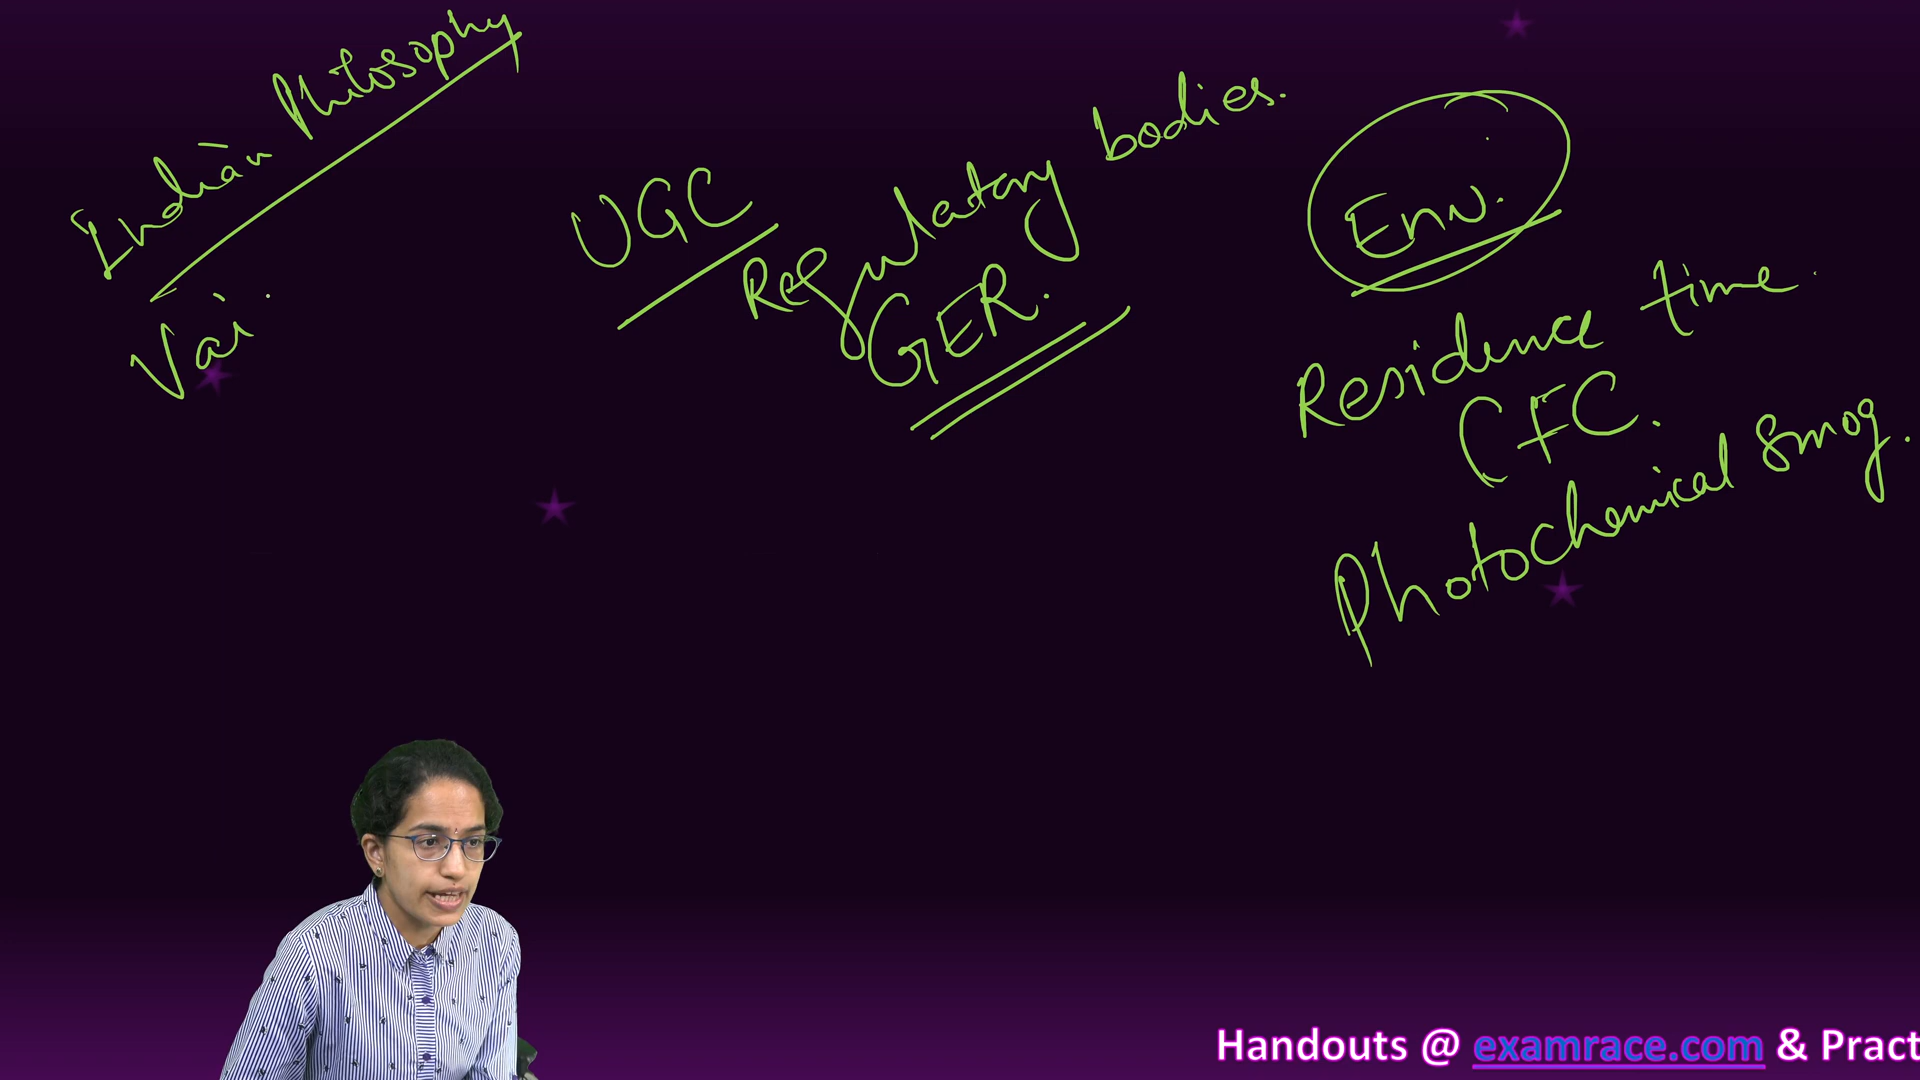 Indian Philosophy
Vai.
UGC
Regulatory bodies.
GER.
Env.
Residence time.
CFC.
Photochemical smog.
Handouts @ examrace.com & Pract